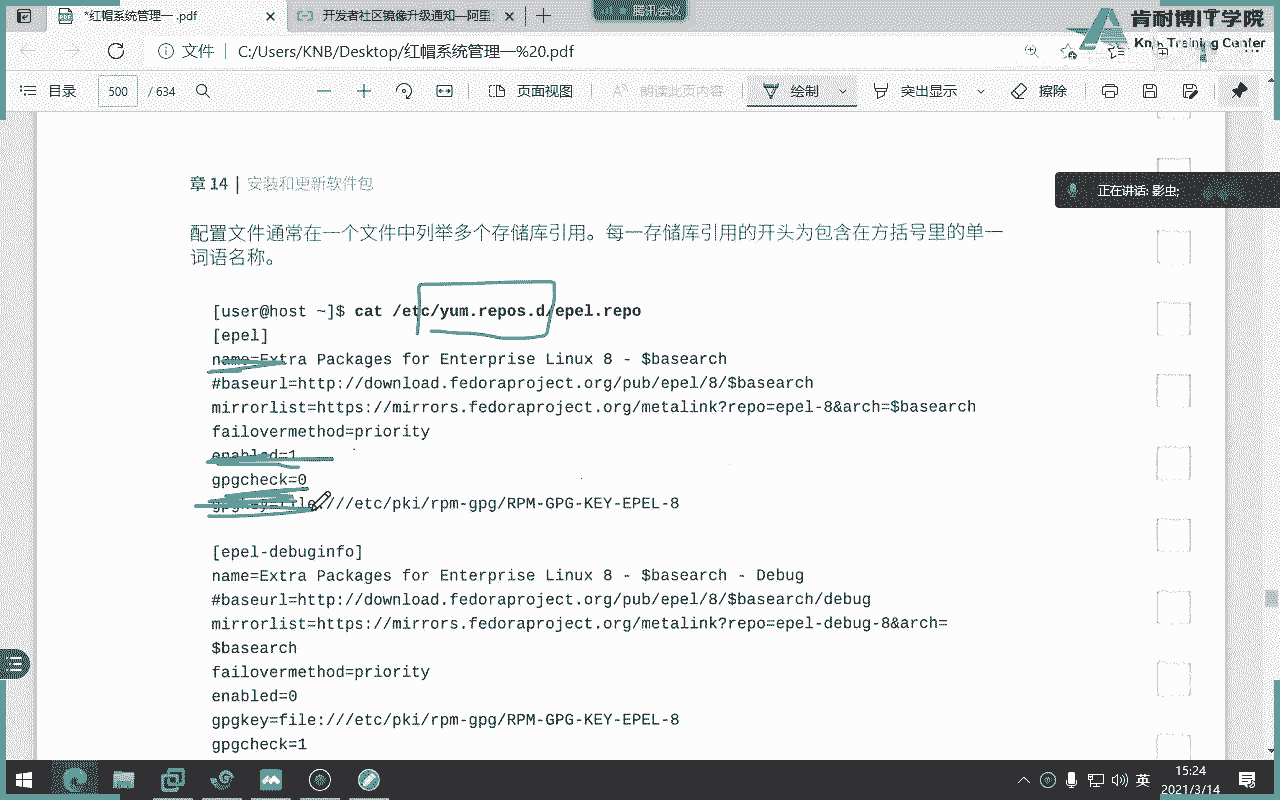 *红帽系统管理一 .pdf
开发者社区镜像升级通知—阿里
腾讯会议
肯耐博IT学院
KnB Training Center
文件 | C:/Users/KNB/Desktop/红帽系统管理一%20.pdf
目录 500 / 634 页面视图 朗读此页内容 绘制 突出显示 擦除
正在讲话: 影虫;
章 14 | 安装和更新软件包
配置文件通常在一个文件中列举多个存储库引用。每一存储库引用的开头为包含在方括号里的单一
词语名称。
[user@host ~]$ cat /etc/yum.repos.d/epel.repo
[epel]
name=Extra Packages for Enterprise Linux 8 - $basearch
#baseurl=http://download.fedoraproject.org/pub/epel/8/$basearch
mirrorlist=https://mirrors.fedoraproject.org/metalink?repo=epel-8&arch=$basearch
failovermethod=priority
enabled=1
gpgcheck=0
gpgkey=file:///etc/pki/rpm-gpg/RPM-GPG-KEY-EPEL-8
[epel-debuginfo]
name=Extra Packages for Enterprise Linux 8 - $basearch - Debug
#baseurl=http://download.fedoraproject.org/pub/epel/8/$basearch/debug
mirrorlist=https://mirrors.fedoraproject.org/metalink?repo=epel-debug-8&arch=
$basearch
failovermethod=priority
enabled=0
gpgkey=file:///etc/pki/rpm-gpg/RPM-GPG-KEY-EPEL-8
gpgcheck=1
英
15:24
2021/3/14